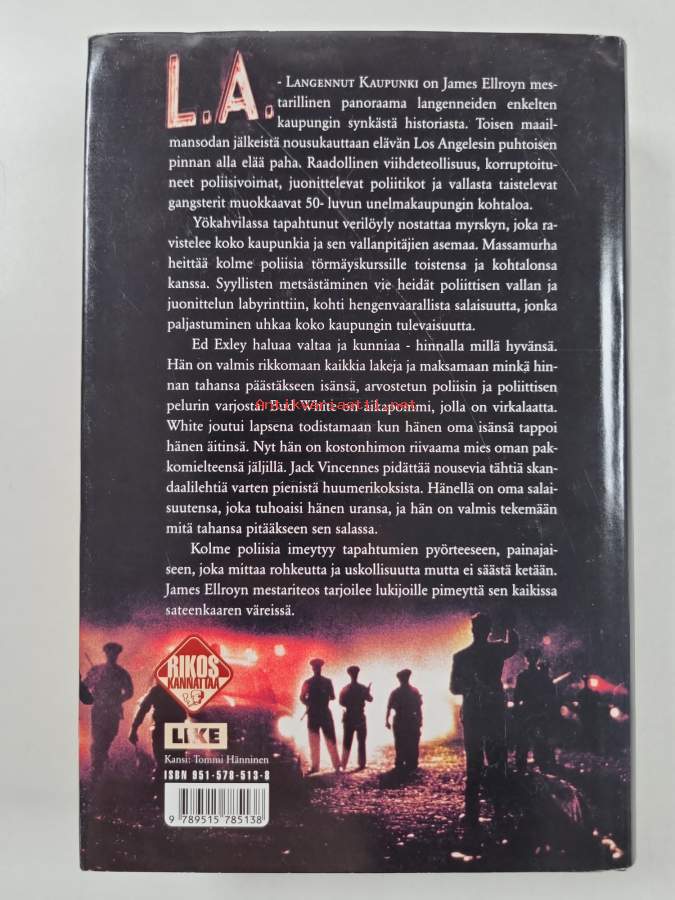 L.A.
- LANGENNUT KAUPUNKI on James Ellroyn mes-
tarillinen panoraama langenneiden enkelten
kaupungin synkästä historiasta. Toisen maail-
mansodan jälkeistä nousukauttaan elävän Los Angelesin puhtoisen
pinnan alla elää paha. Raadollinen viihdeteollisuus, korruptoitu-
neet poliisivoimat, juonittelevat poliitikot ja vallasta taistelevat
gangsterit muokkaavat 50- luvun unelmakaupungin kohtaloa.
Yökahvilassa tapahtunut verilöyly nostattaa myrskyn, joka ra-
vistelee koko kaupunkia ja sen vallanpitäjien asemaa. Massamurha
heittää kolme poliisia törmäyskurssille toistensa ja kohtalonsa
kanssa. Syyllisten metsästäminen vie heidät poliittisen vallan ja
juonittelun labyrinttiin, kohti hengenvaarallista salaisuutta, jonka
paljastuminen uhkaa koko kaupungin tulevaisuutta.
Ed Exley haluaa valtaa ja kunniaa - hinnalla millä hyvänsä.
Hän on valmis rikkomaan kaikkia lakeja ja maksamaan minkä hin-
nan tahansa päästäkseen isänsä, arvostetun poliisin ja poliittisen
pelurin varjosta. Bud White on aikapommi, jolla on virkalaatta.
White joutui lapsena todistamaan kun hänen oma isänsä tappoi
hänen äitinsä. Nyt hän on kostonhimon riivaama mies oman pak-
komielteensä jäljillä. Jack Vincennes pidättää nousevia tähtiä skan-
daalilehtiä varten pienistä huumerikoksista. Hänellä on oma salai-
suutensa, joka tuhoaisi hänen uransa, ja hän on valmis tekemään
mitä tahansa pitääkseen sen salassa.
Kolme poliisia imeytyy tapahtumien pyörteeseen, painajai-
seen, joka mittaa rohkeutta ja uskollisuutta mutta ei säästä ketään.
James Ellroyn mestariteos tarjoilee lukijoille pimeyttä sen kaikissa
sateenkaaren väreissä.
RIKOS
KANNATTAA
LIKE
Kansi: Tommi Hänninen
ISBN 951-578-513-8
9 789515 785138